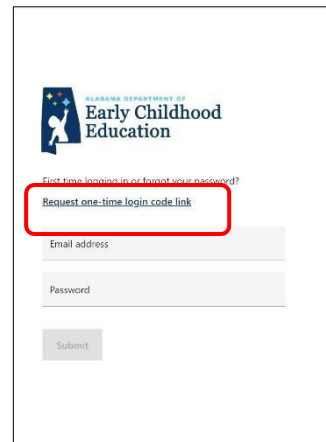 ALABAMA DEPARTMENT OF
Early Childhood
Education
First time logging in or forgot your password?
Request one-time login code link
Email address
Password
Submit